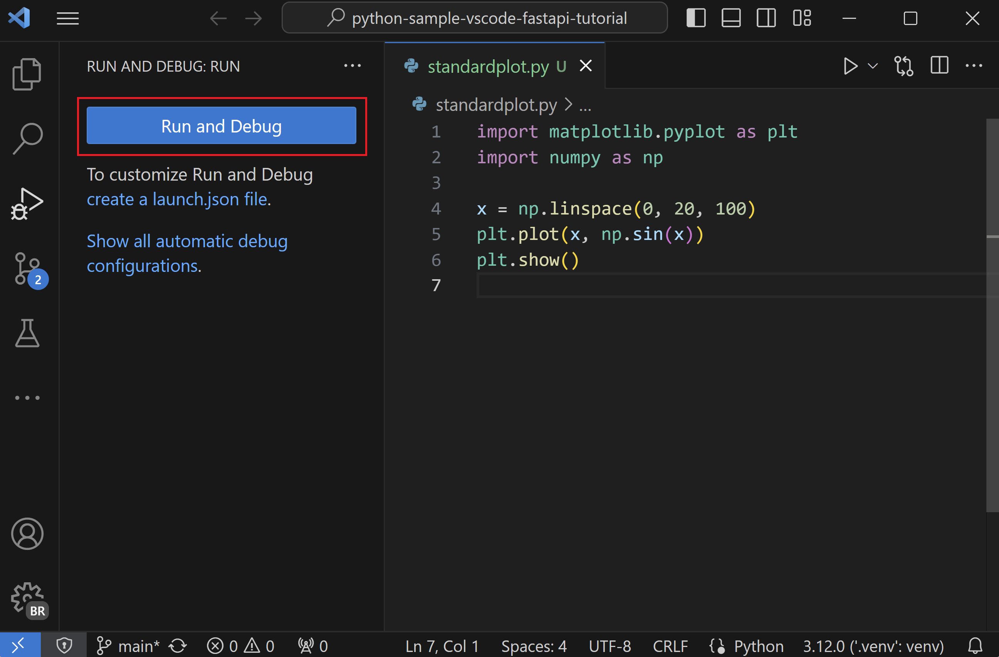 python-sample-vscode-fastapi-tutorial
RUN AND DEBUG: RUN
Run and Debug
To customize Run and Debug
create a launch.json file.
Show all automatic debug
configurations.
2
BR
standardplot.py U
standardplot.py > ...
1 import matplotlib.pyplot as plt
2 import numpy as np
3
4 x = np.linspace(0, 20, 100)
5 plt.plot(x, np.sin(x))
6 plt.show()
7
main* 0 0 0 Ln 7, Col 1 Spaces: 4 UTF-8 CRLF Python 3.12.0 ('.venv': venv)